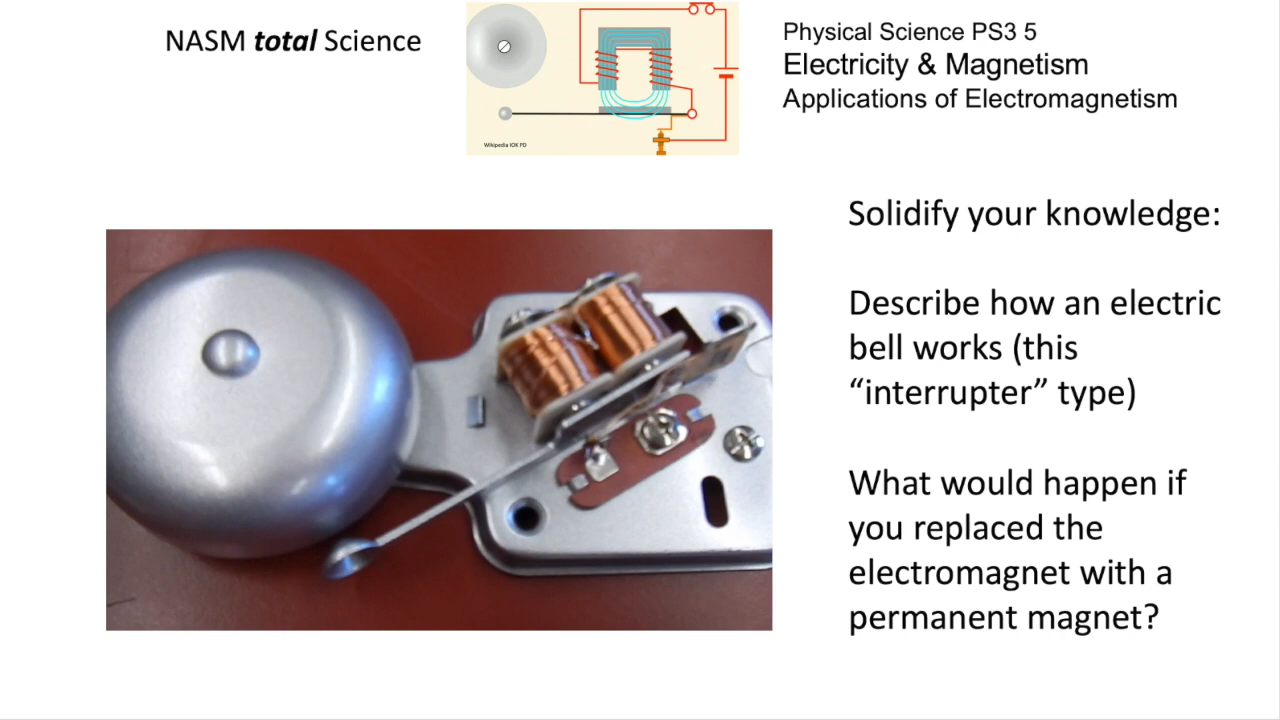 NASM total Science
Wikipedia IOK PD
Physical Science PS3 5
Electricity & Magnetism
Applications of Electromagnetism
Solidify your knowledge:
Describe how an electric
bell works (this
“interrupter” type)
What would happen if
you replaced the
electromagnet with a
permanent magnet?